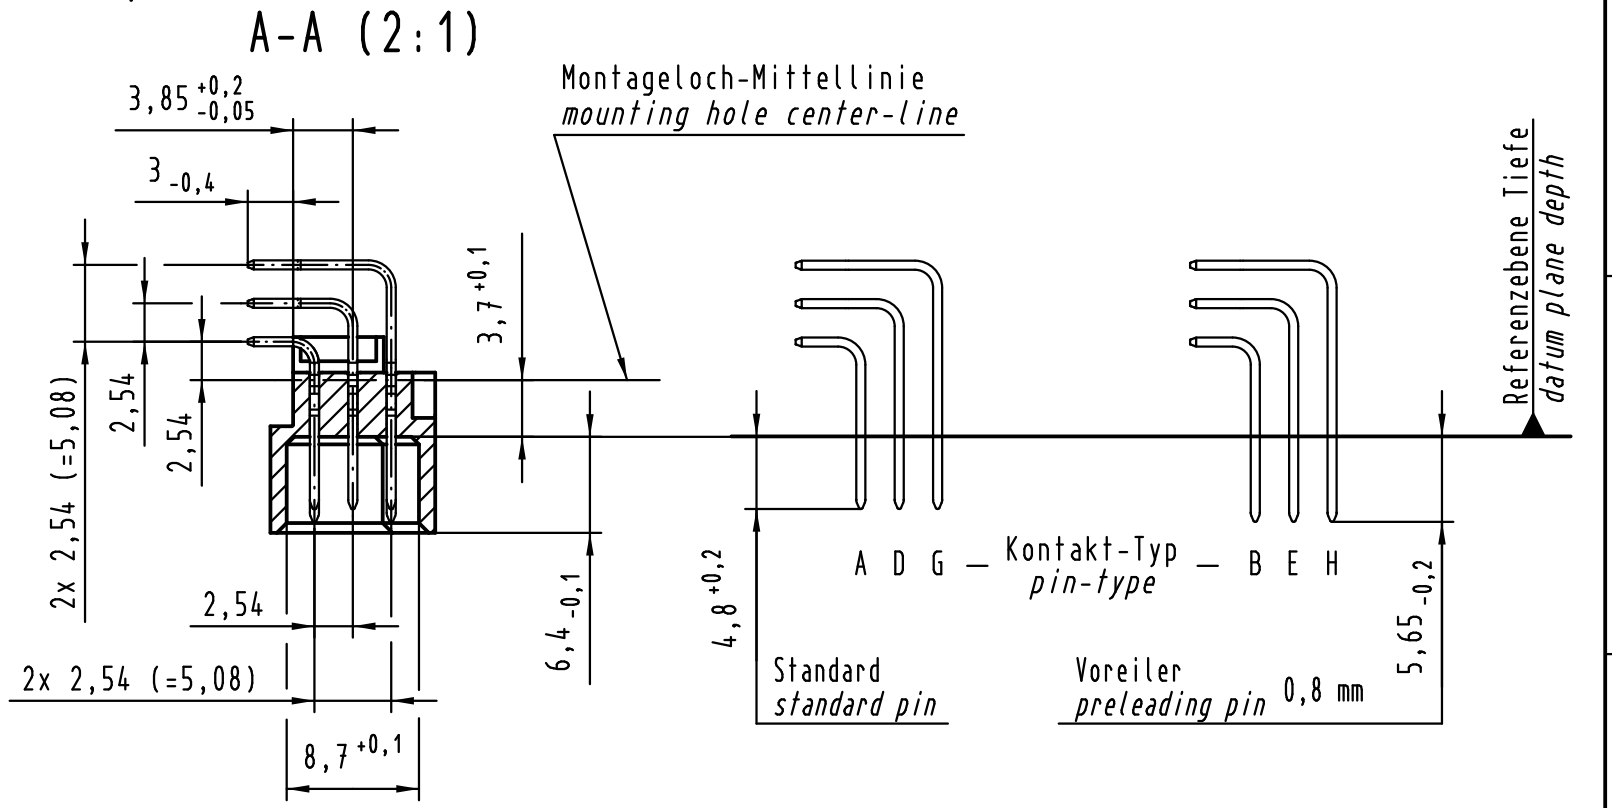 A-A (2:1)
3,85 +0,2 -0,05
3 -0,4
Montageloch-Mittellinie
mounting hole center-line
Referenzebene Tiefe
datum plane depth
3,7 +0,1
2x 2,54 (=5,08)
2,54
2,54
2,54
2x 2,54 (=5,08)
8,7 +0,1
6,4 -0,1
4,8 +0,2
A D G — Kontakt-Typ — B E H
pin-type
5,65 -0,2
Standard
standard pin
Voreiler
preleading pin 0,8 mm